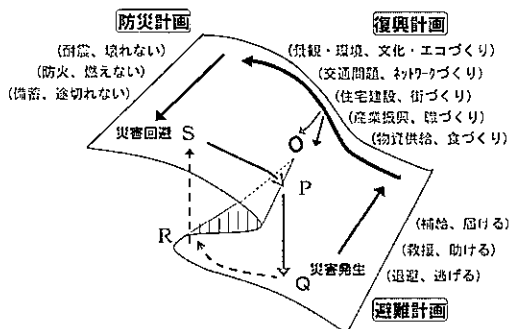 防災計画
(耐震、壊れない)
(防火、燃えない)
(備蓄、途切れない)
復興計画
(景観・環境、文化・エコづくり)
(交通問題、ネットワークづくり)
(住宅建設、街づくり)
(産業振興、職づくり)
(物資供給、食づくり)
災害回避 S
O
P
R
Q
災害発生
(補給、届ける)
(救援、助ける)
(退避、逃げる)
避難計画